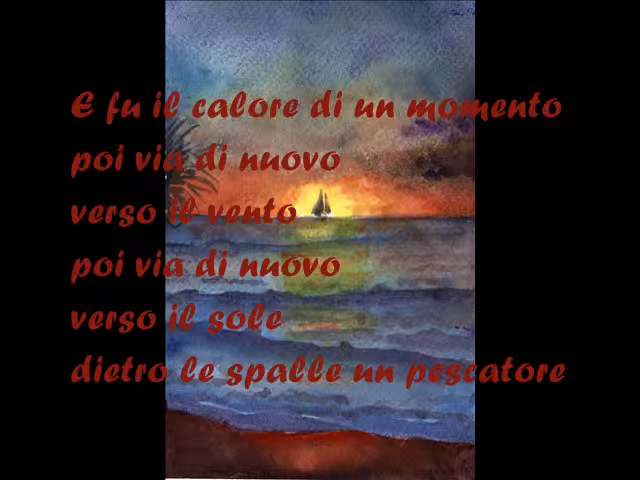 E fu il calore di un momento
poi via di nuovo
verso il vento
poi via di nuovo
verso il sole
dietro le spalle un pescatore